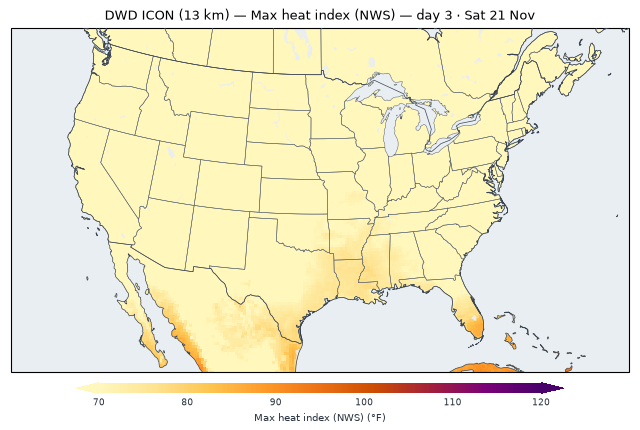 DWD ICON (13 km) — Max heat index (NWS) — day 3 · Sat 21 Nov
70 80 90 100 110 120
Max heat index (NWS) (°F)